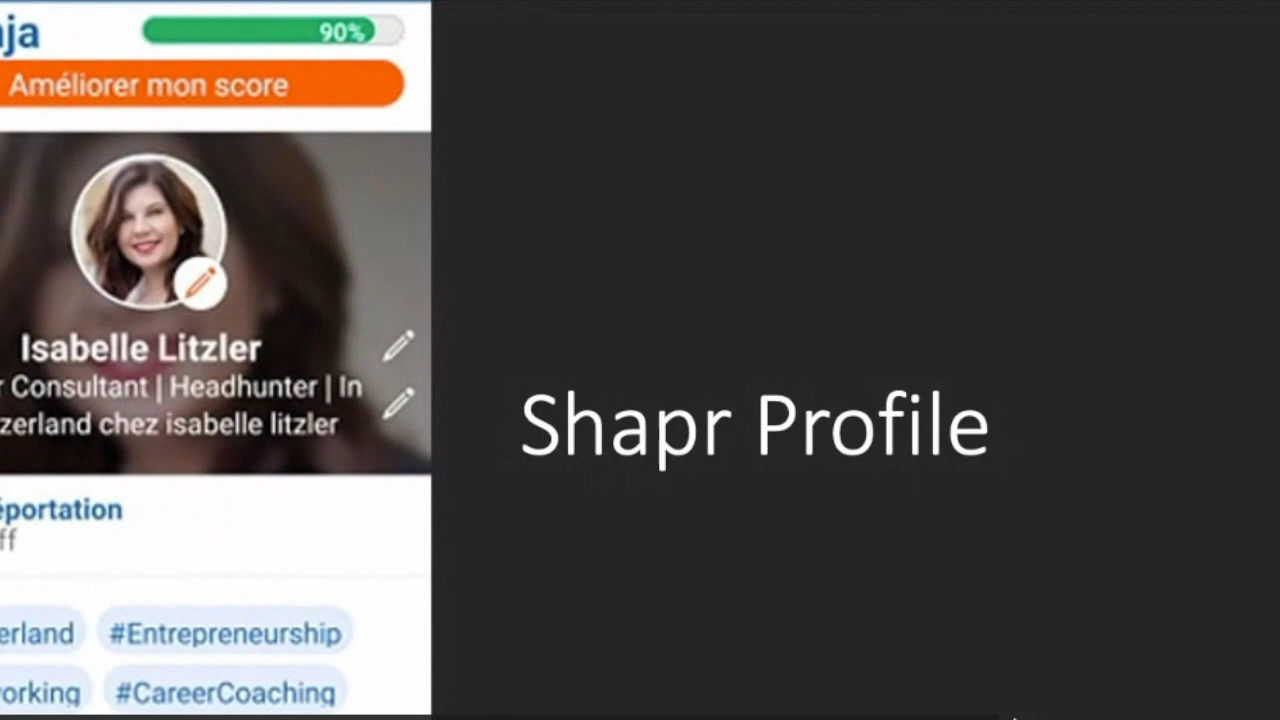 ja
90%
Améliorer mon score
Isabelle Litzler
r Consultant | Headhunter | In
zerland chez isabelle litzler
éportation
ff
erland
#Entrepreneurship
orking
#CareerCoaching
Shapr Profile